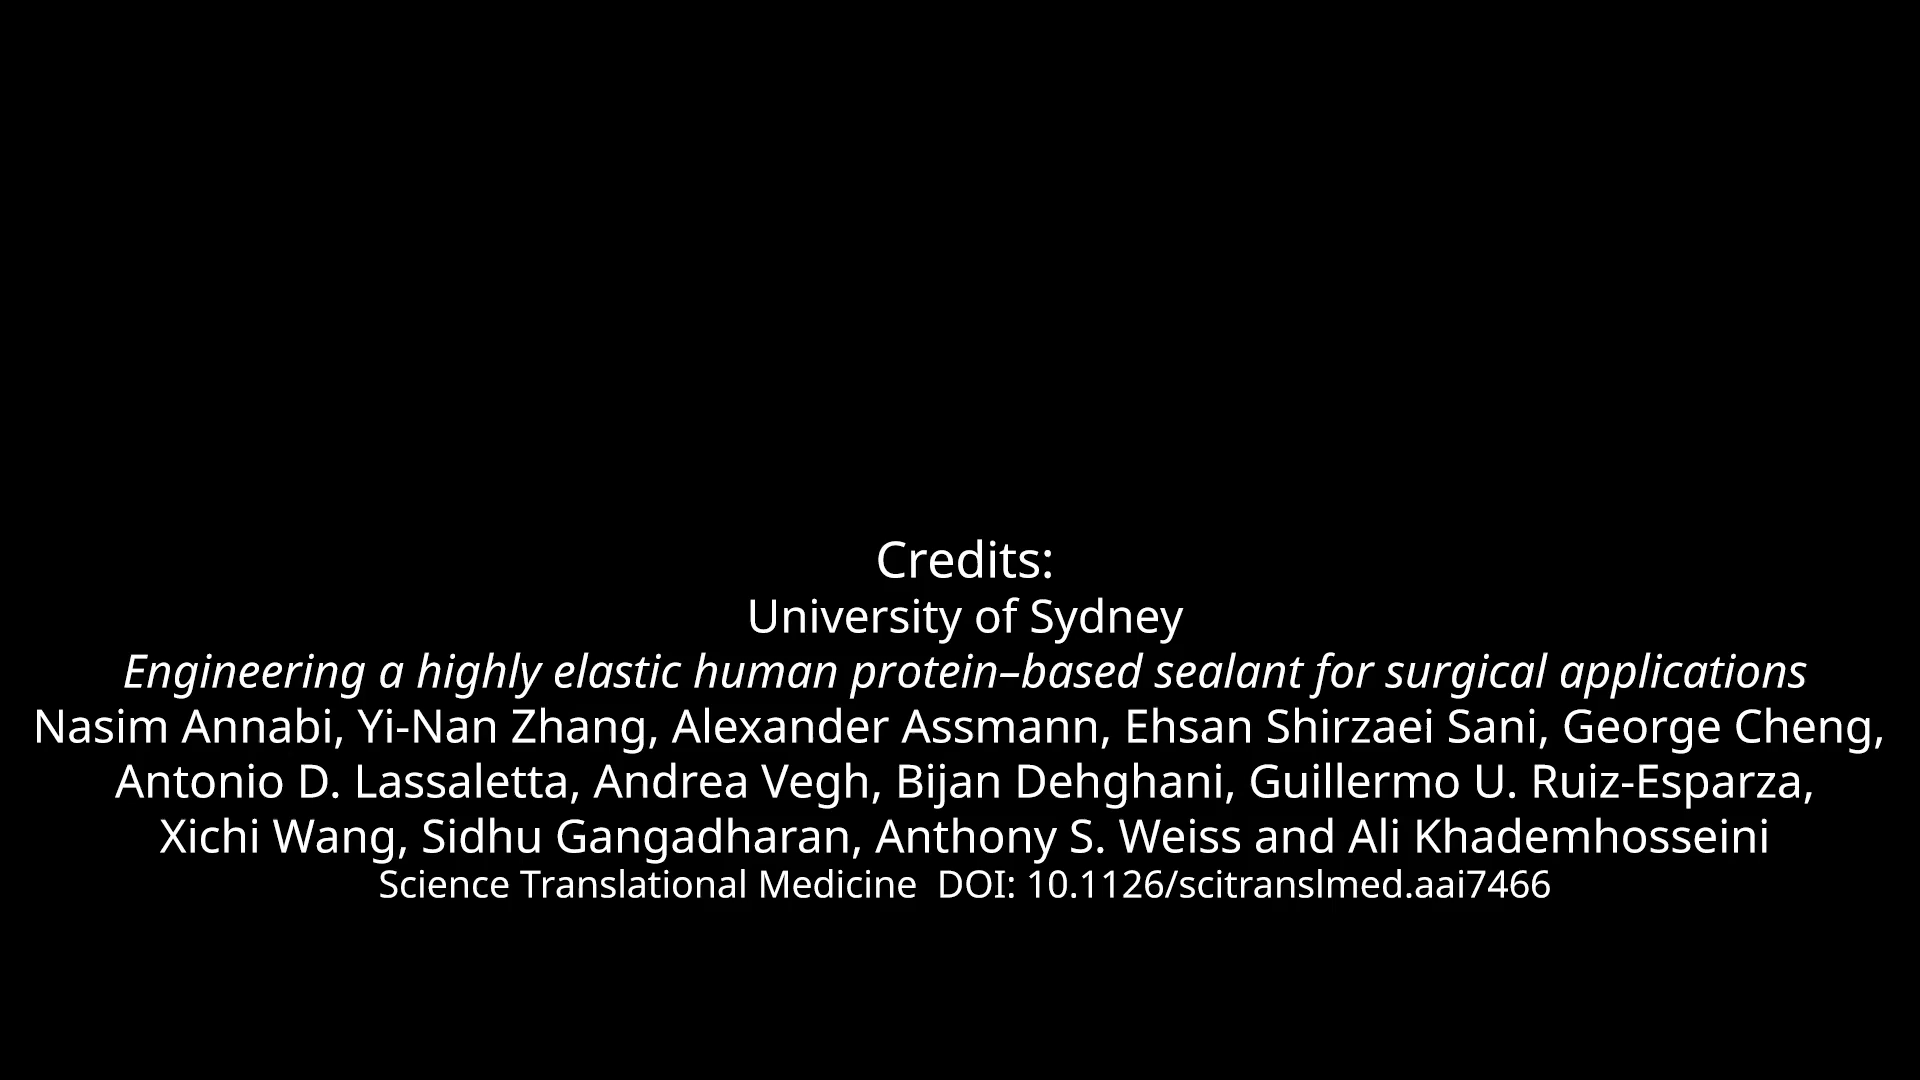 Credits:
University of Sydney
Engineering a highly elastic human protein–based sealant for surgical applications
Nasim Annabi, Yi-Nan Zhang, Alexander Assmann, Ehsan Shirzaei Sani, George Cheng,
Antonio D. Lassaletta, Andrea Vegh, Bijan Dehghani, Guillermo U. Ruiz-Esparza,
Xichi Wang, Sidhu Gangadharan, Anthony S. Weiss and Ali Khademhosseini
Science Translational Medicine  DOI: 10.1126/scitranslmed.aai7466